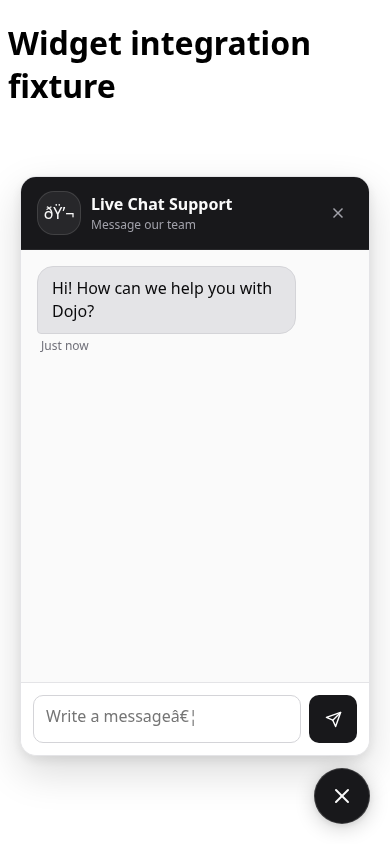 Widget integration
fixture
ðŸ’¬
Live Chat Support
Message our team
Hi! How can we help you with
Dojo?
Just now
Write a messageâ€¦